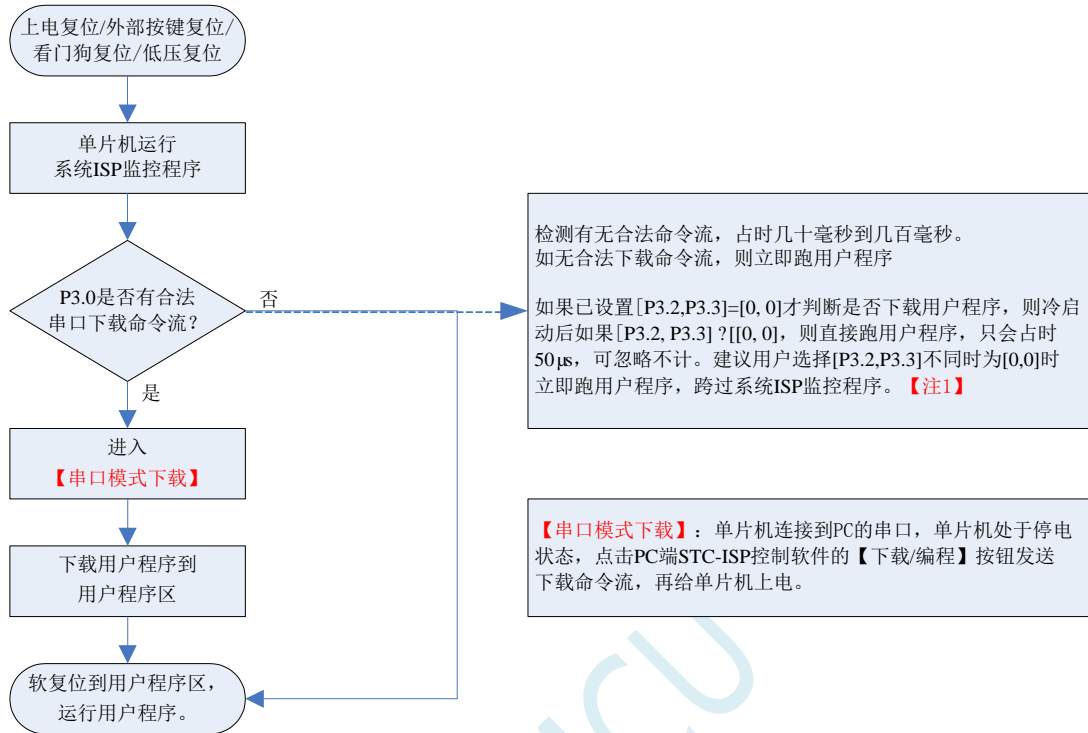 上电复位/外部按键复位/
看门狗复位/低压复位
单片机运行
系统ISP监控程序
P3.0是否有合法
串口下载命令流？
否
是
进入
【串口模式下载】
下载用户程序到
用户程序区
软复位到用户程序区，
运行用户程序。
检测有无合法命令流，占时几十毫秒到几百毫秒。
如无合法下载命令流，则立即跑用户程序
如果已设置[P3.2,P3.3]=[0, 0]才判断是否下载用户程序，则冷启
动后如果[P3.2, P3.3] ?[[0, 0]，则直接跑用户程序，只会占时
50μs，可忽略不计。建议用户选择[P3.2,P3.3]不同时为[0,0]时
立即跑用户程序，跨过系统ISP监控程序。【注1】
【串口模式下载】：单片机连接到PC的串口，单片机处于停电
状态，点击PC端STC-ISP控制软件的【下载/编程】按钮发送
下载命令流，再给单片机上电。
MCU